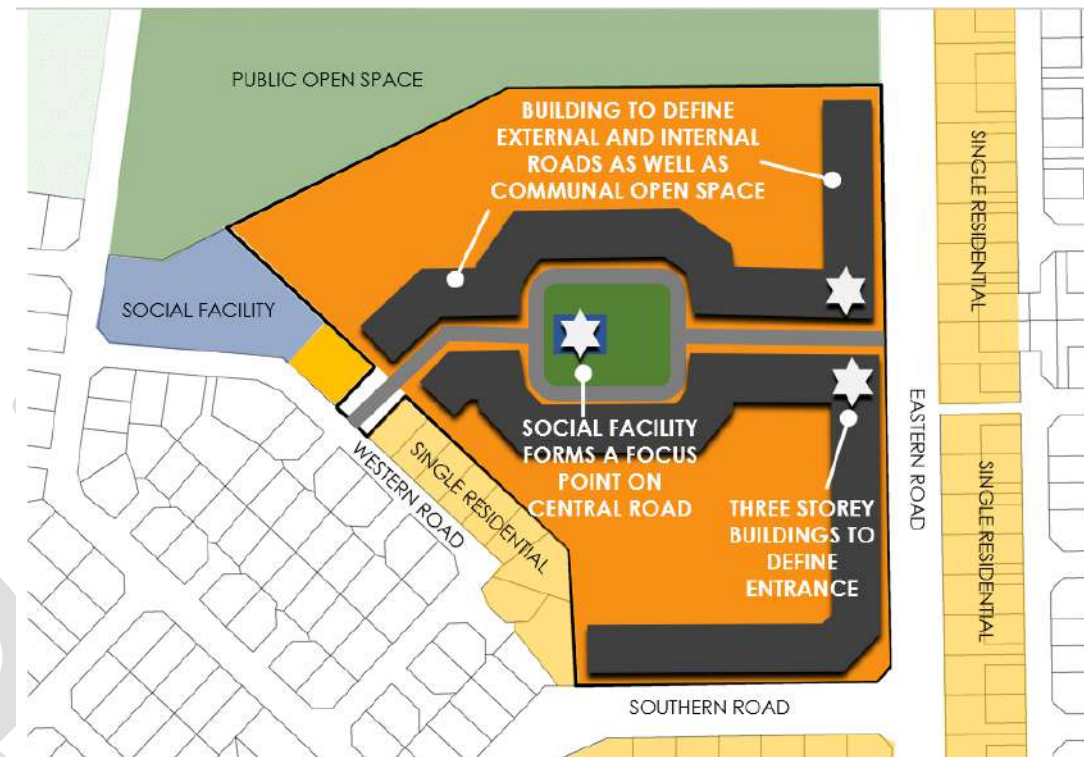 PUBLIC OPEN SPACE
BUILDING TO DEFINE
EXTERNAL AND INTERNAL
ROADS AS WELL AS
COMMUNAL OPEN SPACE
SINGLE RESIDENTIAL
SOCIAL FACILITY
SOCIAL FACILITY
FORMS A FOCUS
POINT ON
CENTRAL ROAD
WESTERN ROAD
SINGLE RESIDENTIAL
THREE STOREY
BUILDINGS TO
DEFINE
ENTRANCE
EASTERN ROAD
SINGLE RESIDENTIAL
SOUTHERN ROAD